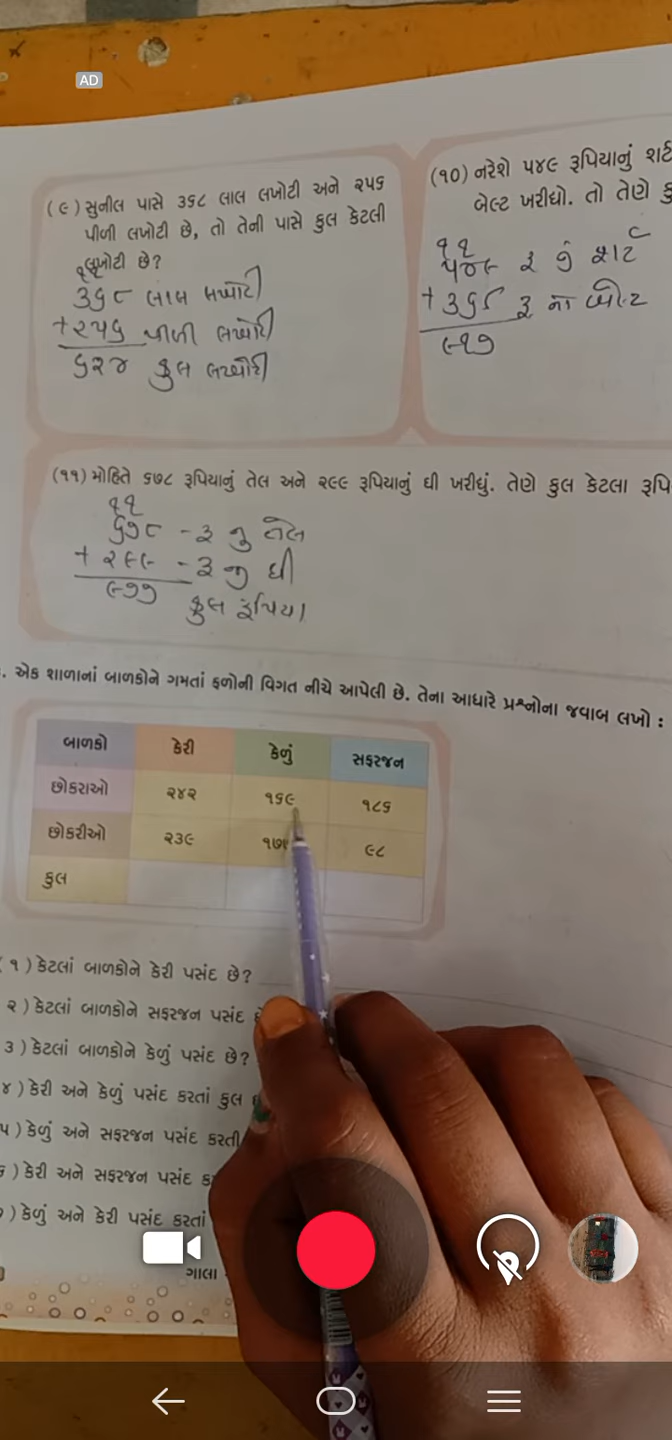 AD
(૯) સુનીલ પાસે ૩૬૮ લાલ લખોટી અને ૨૫૬
પીળી લખોટી છે, તો તેની પાસે કુલ કેટલી
લખોટી છે?
૧૧
૩૬૮ લાલ લખોટી
+૨૫૬ પીળી લખોટી
૬૨૪ કુલ લખોટી
(૧૦) નરેશે ૫૪૯ રૂપિયાનું શર્ટ
બેલ્ટ ખરીદ્યો. તો તેણે કુ
૧૧
૫૪૯ રૂ નું શર્ટ
+૩૬૮ રૂ નો બેલ્ટ
૯૧૭
(૧૧) મોહિતે ૬૭૮ રૂપિયાનું તેલ અને ૨૯૯ રૂપિયાનું ઘી ખરીદ્યું. તેણે કુલ કેટલા રૂપિ
૧૧
૬૭૮ - રૂ નુ તેલ
+ ૨૯૯ - રૂ નુ ઘી
૯૭૭ કુલ રૂપિયા
. એક શાળાનાં બાળકોને ગમતાં ફળોની વિગત નીચે આપેલી છે. તેના આધારે પ્રશ્નોના જવાબ લખો :
બાળકો કેરી કેળું સફરજન
છોકરાઓ ૨૪૨ ૧૬૯ ૧૮૬
છોકરીઓ ૨૩૯ ૧૭ ૯૮
કુલ
(૧) કેટલાં બાળકોને કેરી પસંદ છે?
૨) કેટલાં બાળકોને સફરજન પસંદ છે
૩) કેટલાં બાળકોને કેળું પસંદ છે?
૪) કેરી અને કેળું પસંદ કરતાં કુલ
૫) કેળું અને સફરજન પસંદ કરતી
૬) કેરી અને સફરજન પસંદ ક
) કેળું અને કેરી પસંદ કરતાં
ગાલા